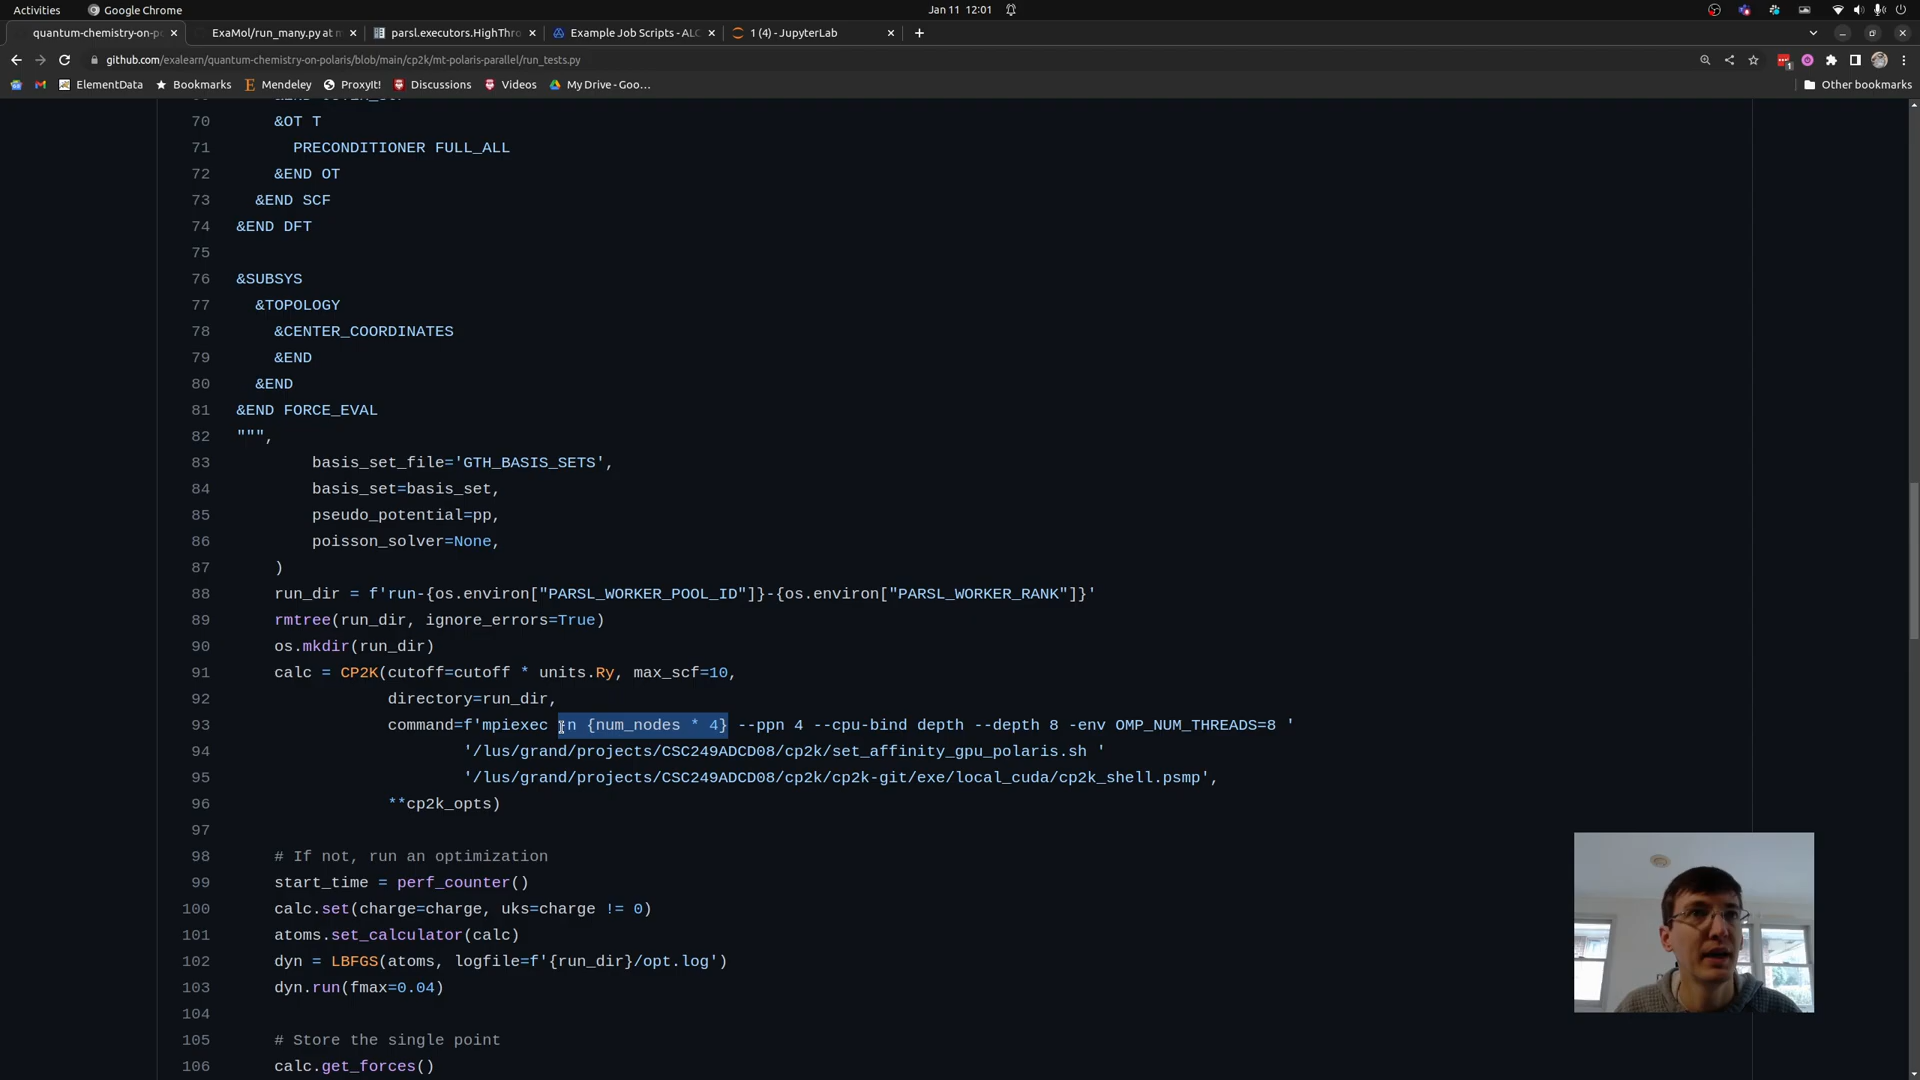 Activities
Google Chrome
Jan 11 12:01
quantum-chemistry-on-p
ExaMol/run_many.py at m
parsl.executors.HighThro
Example Job Scripts - ALC
1 (4) - JupyterLab
github.com/exalearn/quantum-chemistry-on-polaris/blob/main/cp2k/mt-polaris-parallel/run_tests.py
ElementData
Bookmarks
Mendeley
ProxyIt!
Discussions
Videos
My Drive - Goo…
Other bookmarks
70 &OT T
71 PRECONDITIONER FULL_ALL
72 &END OT
73 &END SCF
74 &END DFT
75
76 &SUBSYS
77 &TOPOLOGY
78 &CENTER_COORDINATES
79 &END
80 &END
81 &END FORCE_EVAL
82 """,
83 basis_set_file='GTH_BASIS_SETS',
84 basis_set=basis_set,
85 pseudo_potential=pp,
86 poisson_solver=None,
87 )
88 run_dir = f'run-{os.environ["PARSL_WORKER_POOL_ID"]}-{os.environ["PARSL_WORKER_RANK"]}'
89 rmtree(run_dir, ignore_errors=True)
90 os.mkdir(run_dir)
91 calc = CP2K(cutoff=cutoff * units.Ry, max_scf=10,
92 directory=run_dir,
93 command=f'mpiexec -n {num_nodes * 4} --ppn 4 --cpu-bind depth --depth 8 -env OMP_NUM_THREADS=8 '
94 '/lus/grand/projects/CSC249ADCD08/cp2k/set_affinity_gpu_polaris.sh '
95 '/lus/grand/projects/CSC249ADCD08/cp2k/cp2k-git/exe/local_cuda/cp2k_shell.psmp',
96 **cp2k_opts)
97
98 # If not, run an optimization
99 start_time = perf_counter()
100 calc.set(charge=charge, uks=charge != 0)
101 atoms.set_calculator(calc)
102 dyn = LBFGS(atoms, logfile=f'{run_dir}/opt.log')
103 dyn.run(fmax=0.04)
104
105 # Store the single point
106 calc.get_forces()